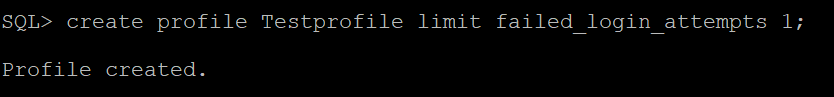 SQL> create profile Testprofile limit failed_login_attempts 1;
Profile created.